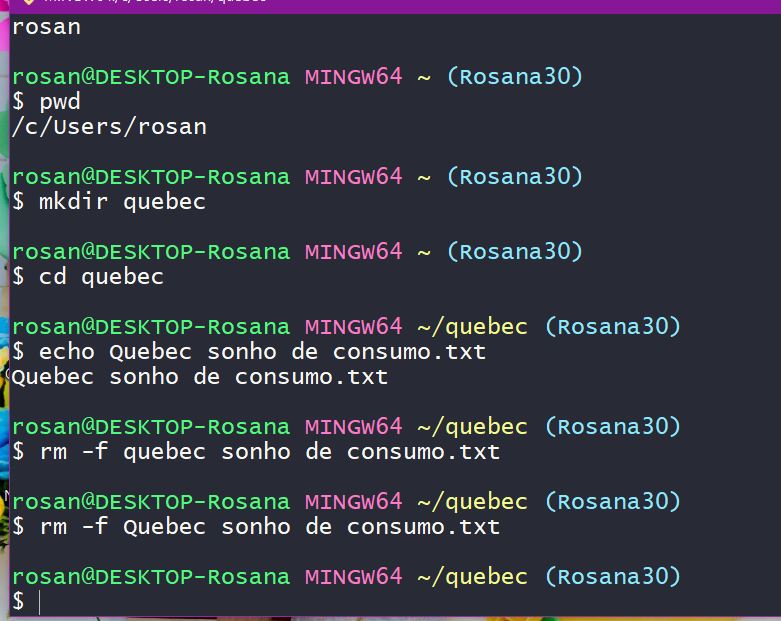 rosan
rosan@DESKTOP-Rosana MINGW64 ~ (Rosana30)
$ pwd
/c/Users/rosan
rosan@DESKTOP-Rosana MINGW64 ~ (Rosana30)
$ mkdir quebec
rosan@DESKTOP-Rosana MINGW64 ~ (Rosana30)
$ cd quebec
rosan@DESKTOP-Rosana MINGW64 ~/quebec (Rosana30)
$ echo Quebec sonho de consumo.txt
Quebec sonho de consumo.txt
rosan@DESKTOP-Rosana MINGW64 ~/quebec (Rosana30)
$ rm -f quebec sonho de consumo.txt
rosan@DESKTOP-Rosana MINGW64 ~/quebec (Rosana30)
$ rm -f Quebec sonho de consumo.txt
rosan@DESKTOP-Rosana MINGW64 ~/quebec (Rosana30)
$